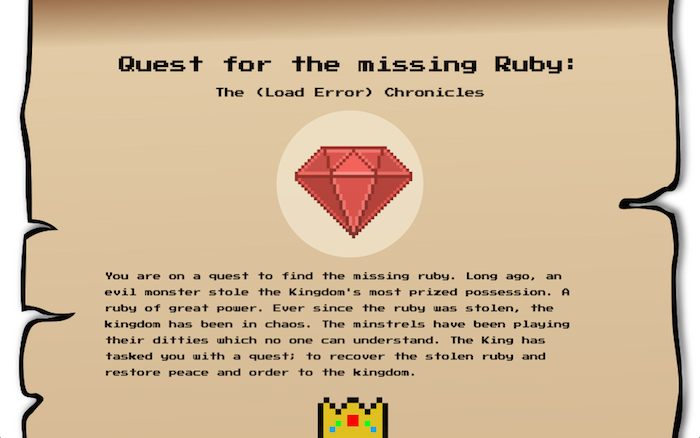 Quest for the missing Ruby:
The (Load Error) Chronicles
You are on a quest to find the missing ruby. Long ago, an
evil monster stole the Kingdom's most prized possession. A
ruby of great power. Ever since the ruby was stolen, the
kingdom has been in chaos. The minstrels have been playing
their ditties which no one can understand. The King has
tasked you with a quest; to recover the stolen ruby and
restore peace and order to the kingdom.